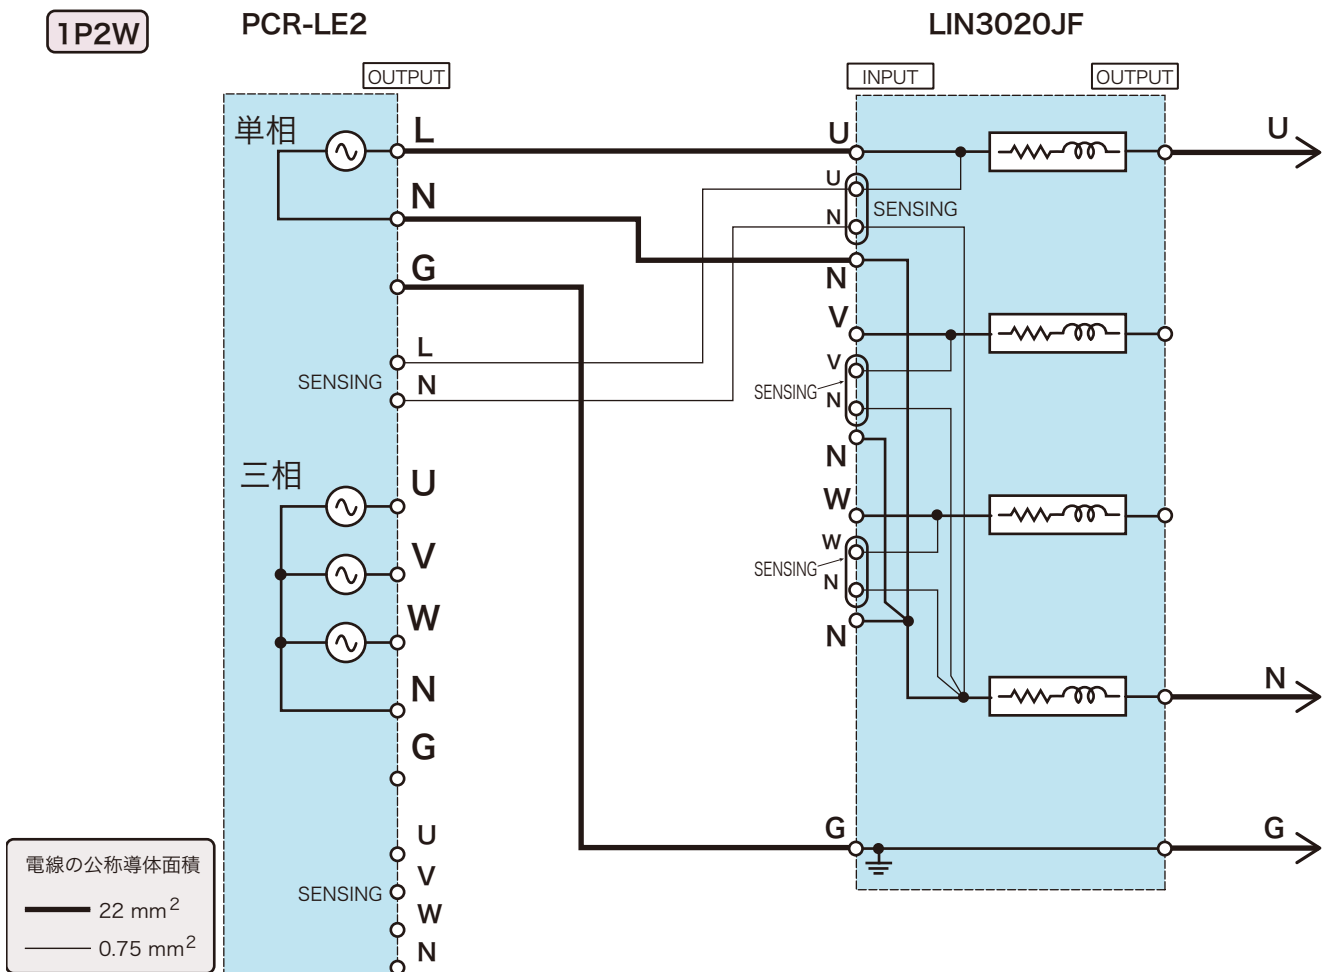 1P2W
PCR-LE2
LIN3020JF
OUTPUT
INPUT
OUTPUT
単相
L
N
G
L
SENSING
N
三相
U
V
W
N
G
U
V
SENSING
W
N
U
U
SENSING
N
N
V
V
SENSING
N
N
W
W
SENSING
N
N
G
U
N
G
電線の公称導体面積
22 mm²
0.75 mm²